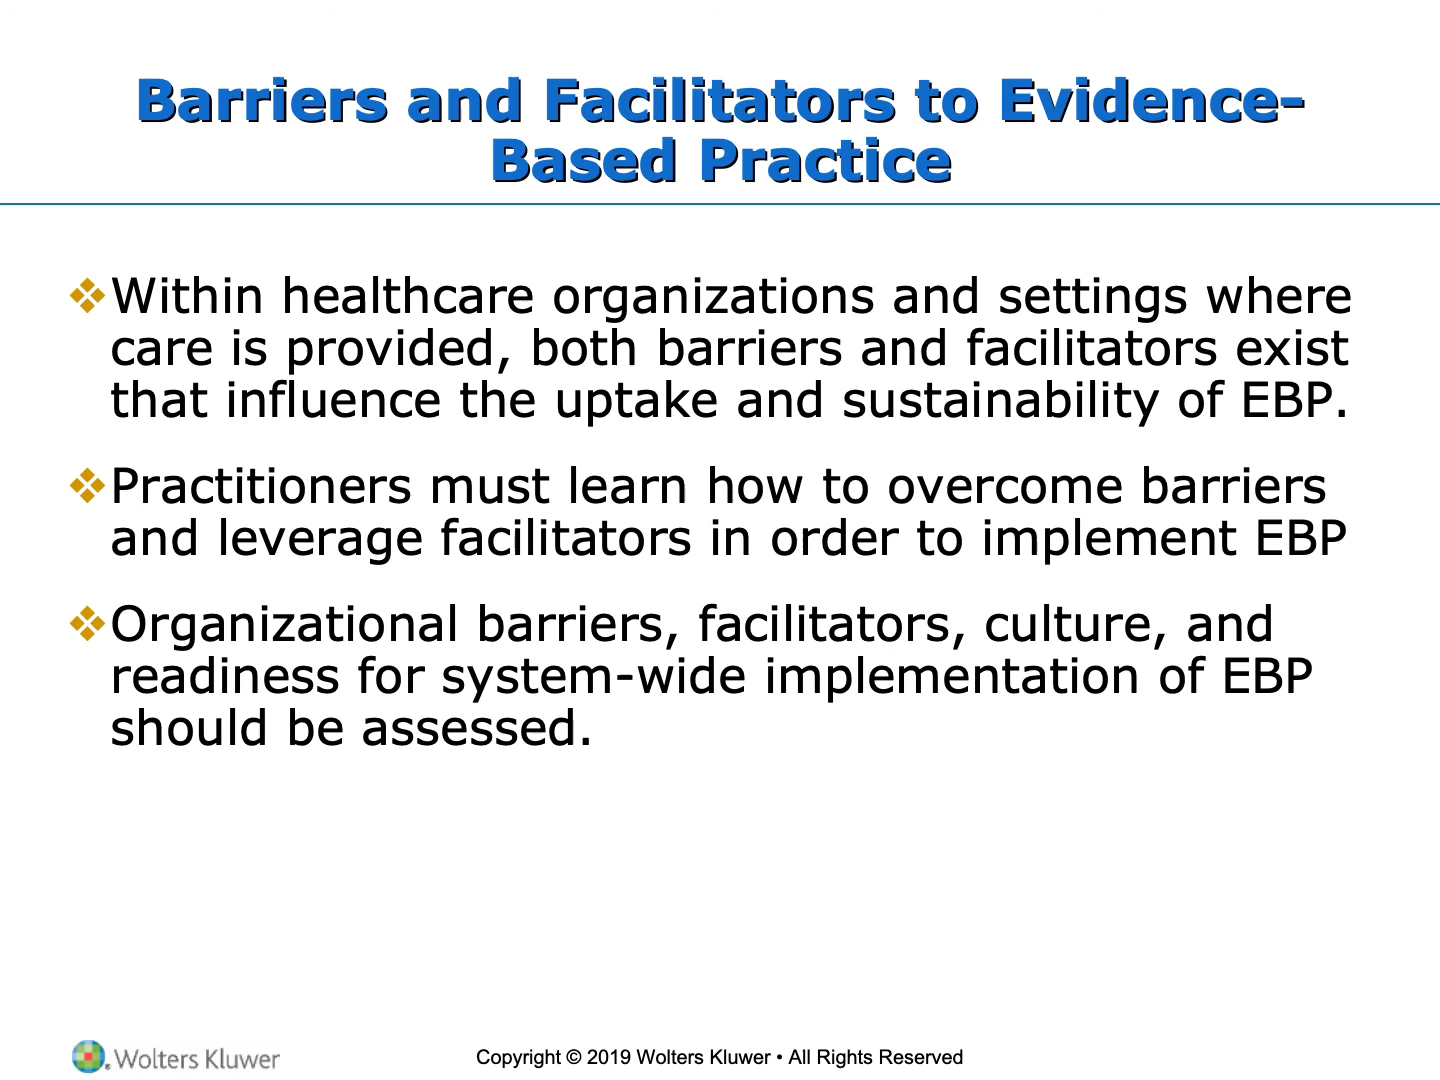 Barriers and Facilitators to Evidence-
Based Practice
❖Within healthcare organizations and settings where
care is provided, both barriers and facilitators exist
that influence the uptake and sustainability of EBP.
❖Practitioners must learn how to overcome barriers
and leverage facilitators in order to implement EBP
❖Organizational barriers, facilitators, culture, and
readiness for system-wide implementation of EBP
should be assessed.
Wolters Kluwer
Copyright © 2019 Wolters Kluwer • All Rights Reserved